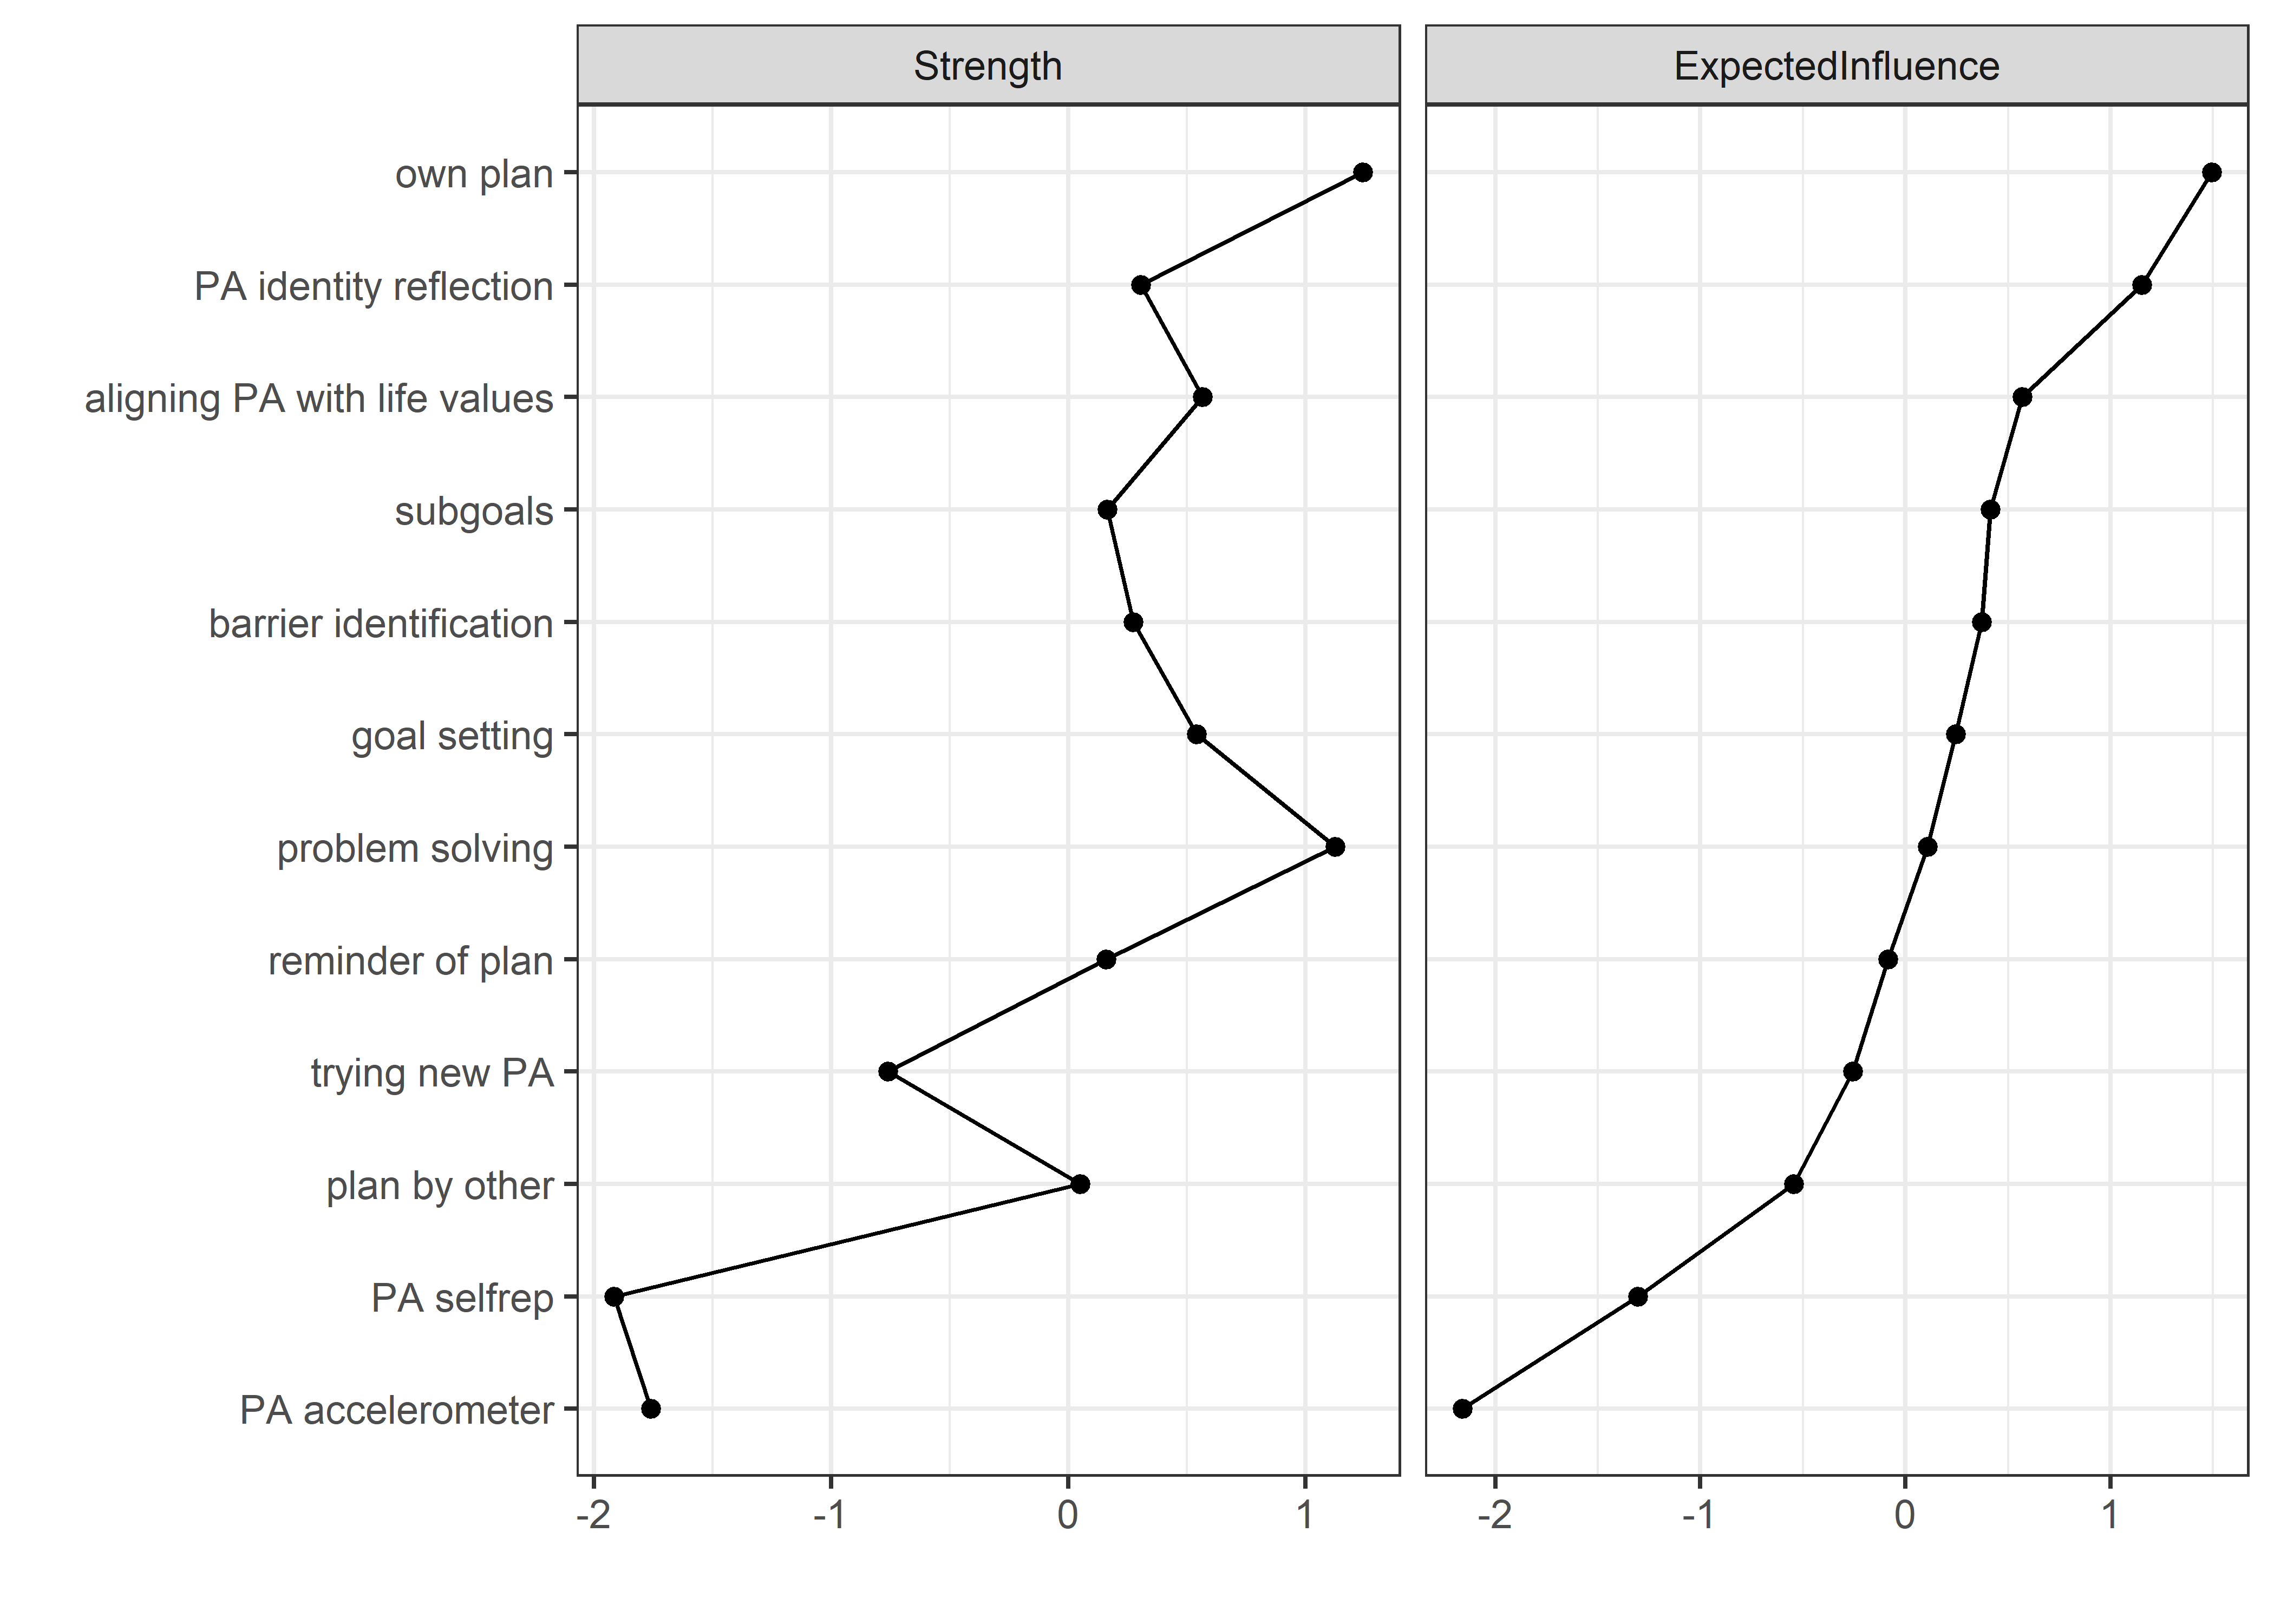 Strength ExpectedInfluence
own plan
PA identity reflection
aligning PA with life values
subgoals
barrier identification
goal setting
problem solving
reminder of plan
trying new PA
plan by other
PA selfrep
PA accelerometer
-2 -1 0 1 -2 -1 0 1